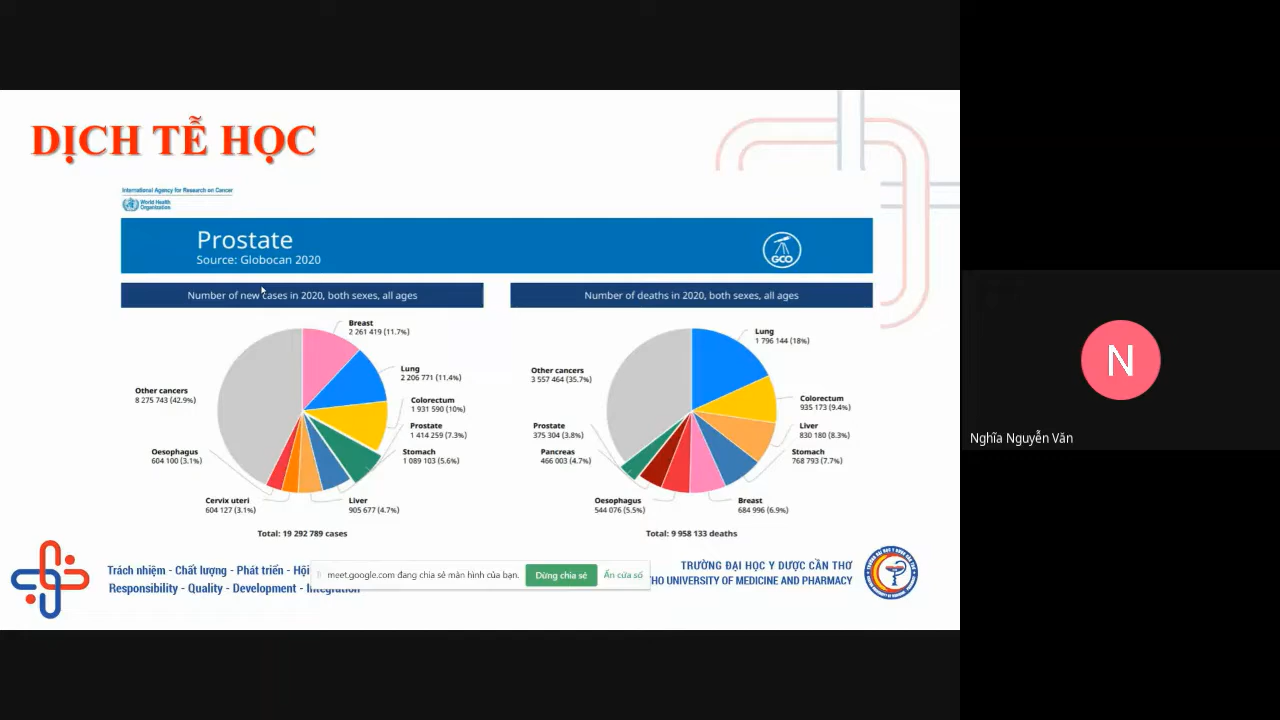 DỊCH TỄ HỌC
International Agency for Research on Cancer
World Health
Organization
Prostate
Source: Globocan 2020
GCO
Number of new cases in 2020, both sexes, all ages
Breast
2 261 419 (11.7%)
Lung
2 206 771 (11.4%)
Colorectum
1 931 590 (10%)
Prostate
1 414 259 (7.3%)
Stomach
1 089 103 (5.6%)
Liver
905 677 (4.7%)
Cervix uteri
604 127 (3.1%)
Oesophagus
604 100 (3.1%)
Other cancers
8 275 743 (42.9%)
Total: 19 292 789 cases
Number of deaths in 2020, both sexes, all ages
Lung
1 796 144 (18%)
Colorectum
935 173 (9.4%)
Liver
830 180 (8.3%)
Stomach
768 793 (7.7%)
Breast
684 996 (6.9%)
Oesophagus
544 076 (5.5%)
Pancreas
466 003 (4.7%)
Prostate
375 304 (3.8%)
Other cancers
3 557 464 (35.7%)
Total: 9 958 133 deaths
Trách nhiệm - Chất lượng - Phát triển - Hội
Responsibility - Quality - Development - Integration
meet.google.com đang chia sẻ màn hình của bạn.
Dừng chia sẻ
Ẩn cửa sổ
TRƯỜNG ĐẠI HỌC Y DƯỢC CẦN THƠ
HO UNIVERSITY OF MEDICINE AND PHARMACY
N
Nghĩa Nguyễn Văn